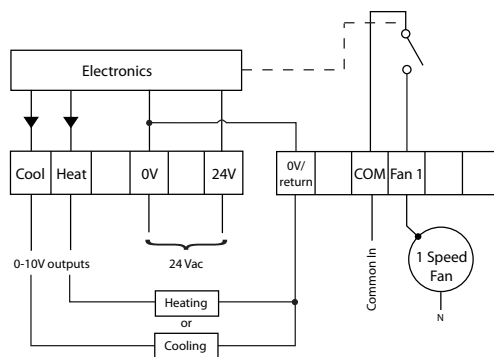 Electronics
Cool
Heat
0V
24V
0V/
return
COM
Fan 1
0-10V outputs
24 Vac
Common In
1 Speed
Fan
N
Heating
or
Cooling